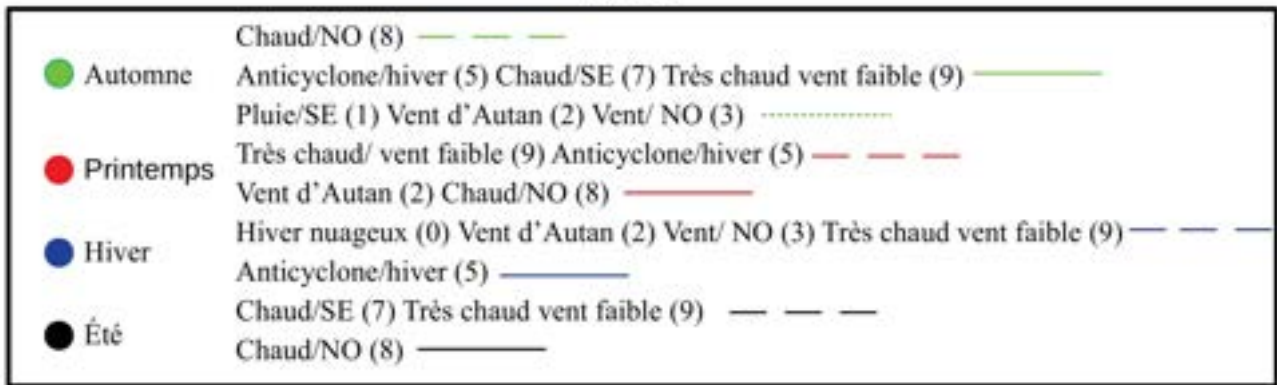 Chaud/NO (8)
Automne
Anticyclone/hiver (5) Chaud/SE (7) Très chaud vent faible (9)
Pluie/SE (1) Vent d'Autan (2) Vent/ NO (3)
Printemps
Très chaud/ vent faible (9) Anticyclone/hiver (5)
Vent d'Autan (2) Chaud/NO (8)
Hiver
Hiver nuageux (0) Vent d'Autan (2) Vent/ NO (3) Très chaud vent faible (9)
Anticyclone/hiver (5)
Été
Chaud/SE (7) Très chaud vent faible (9)
Chaud/NO (8)